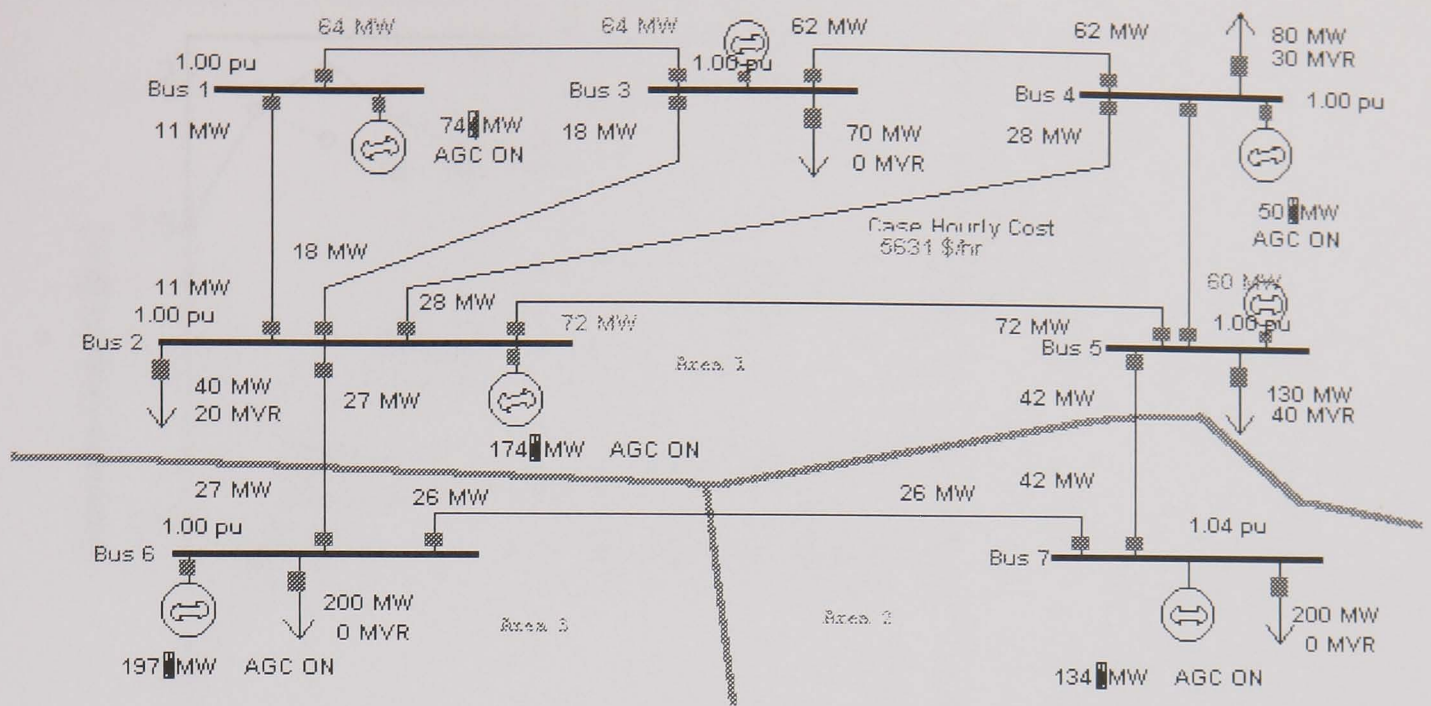 64 MW
64 MW
62 MW
62 MW
80 MW
30 MVR
1.00 pu
1.00 pu
Bus 1
Bus 3
Bus 4
1.00 pu
11 MW
74 MW
AGC ON
18 MW
70 MW
0 MVR
28 MW
50 MW
AGC ON
Case Hourly Cost
5631 $/hr
18 MW
11 MW
28 MW
60 MW
1.00 pu
72 MW
72 MW
1.00 pu
Bus 2
Area 1
Bus 5
40 MW
20 MVR
27 MW
42 MW
130 MW
40 MVR
174 MW AGC ON
27 MW
26 MW
26 MW
42 MW
1.00 pu
1.04 pu
Bus 6
Bus 7
200 MW
0 MVR
Area 3
Area 2
200 MW
0 MVR
197 MW AGC ON
134 MW AGC ON